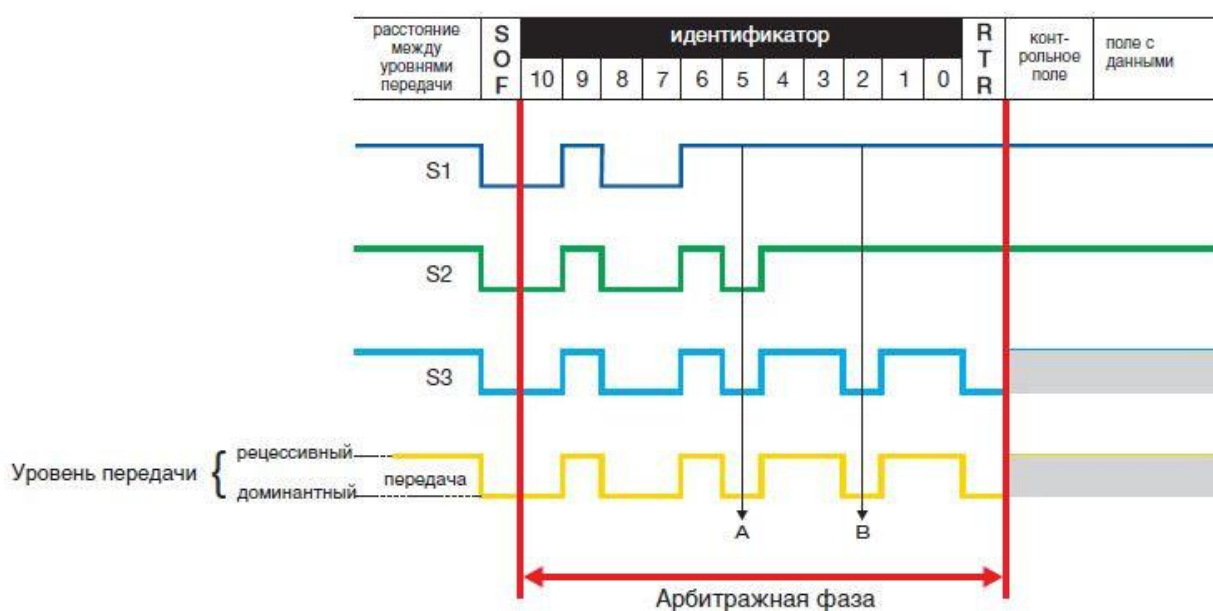 расстояние
между
уровнями
передачи
S
O
F
идентификатор
10 9 8 7 6 5 4 3 2 1 0
R
T
R
конт-
рольное
поле
поле с
данными
S1
S2
S3
Уровень передачи {
рецессивный
передача
доминантный
A B
Арбитражная фаза